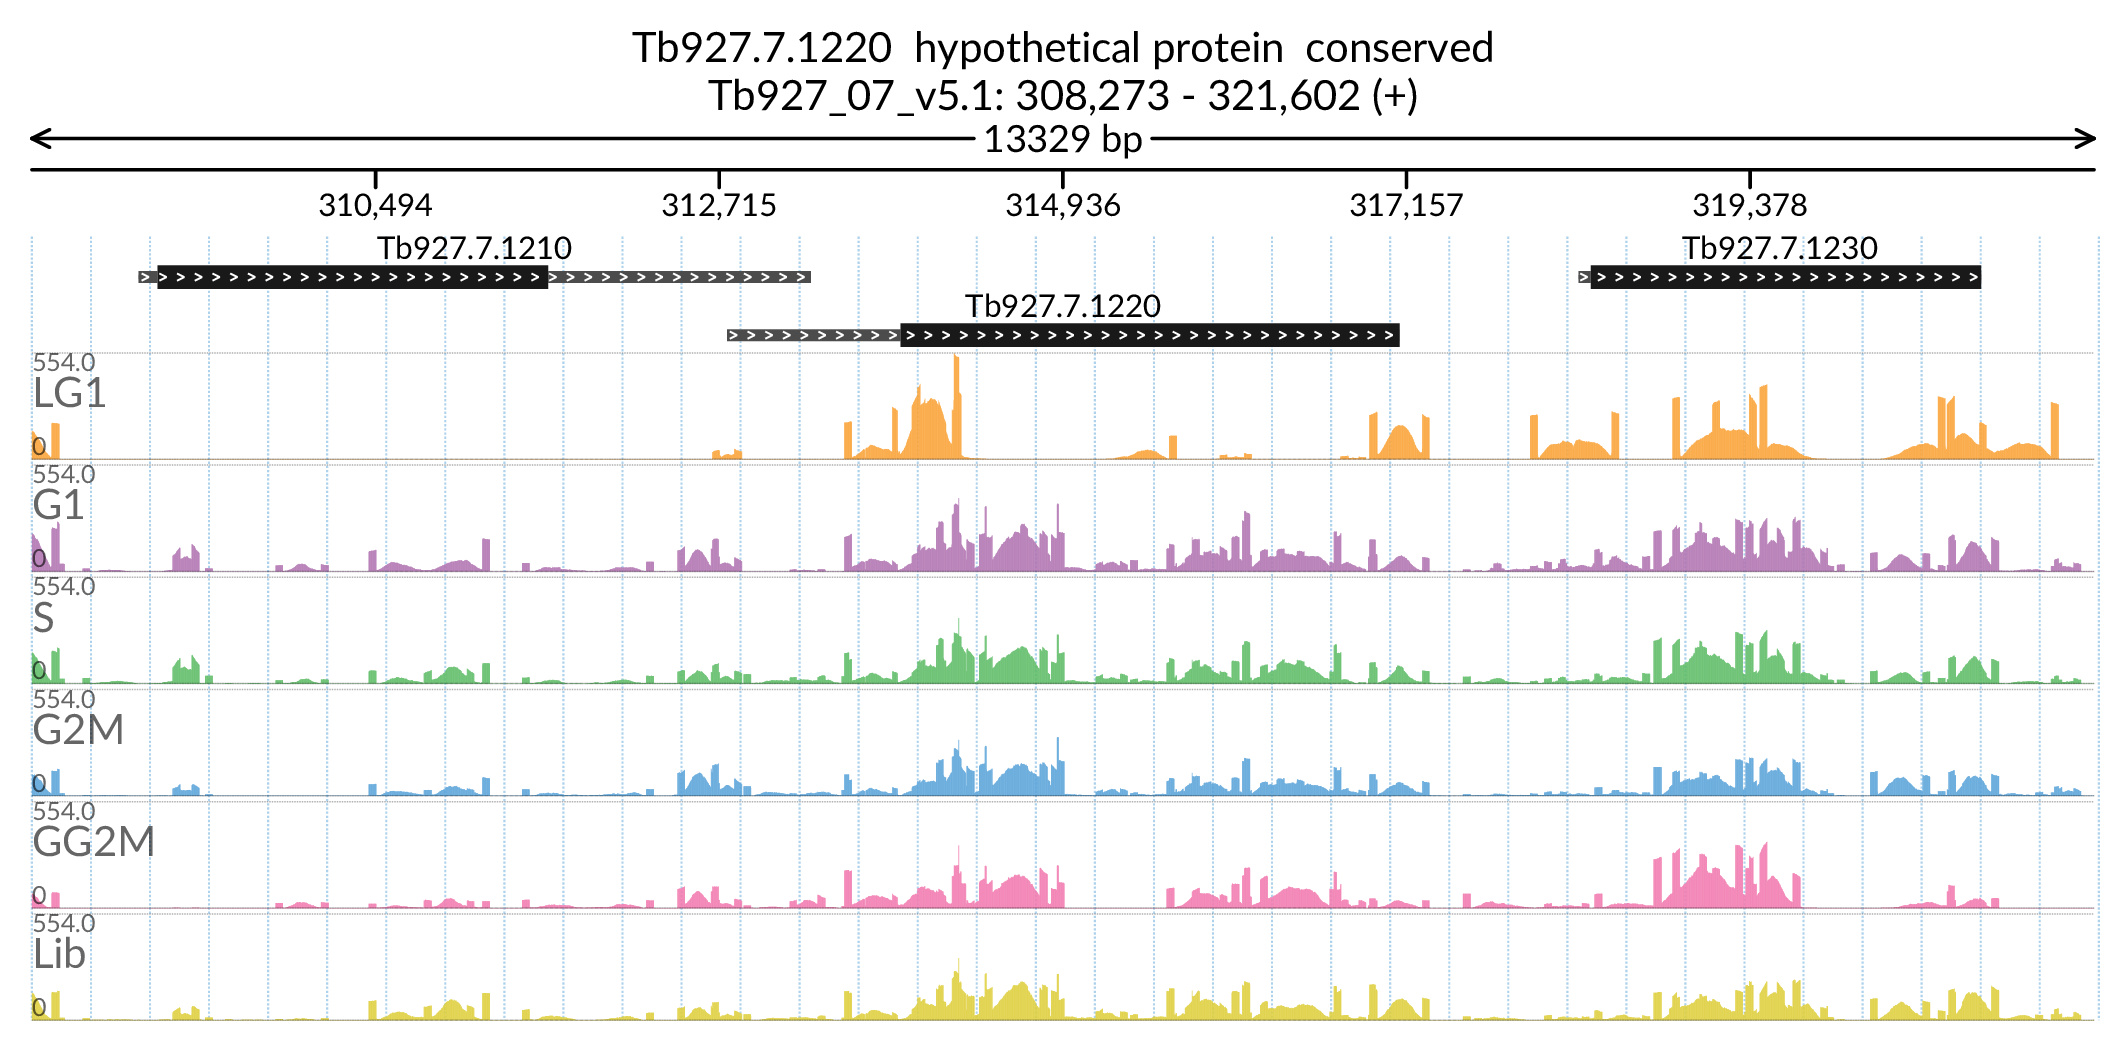 Tb927.7.1220  hypothetical protein  conserved
Tb927_07_v5.1: 308,273 - 321,602 (+)
13329 bp
310,494 312,715 314,936 317,157 319,378
Tb927.7.1210 Tb927.7.1230
Tb927.7.1220
554.0
LG1
0
554.0
G1
0
554.0
S
0
554.0
G2M
0
554.0
GG2M
0
554.0
Lib
0